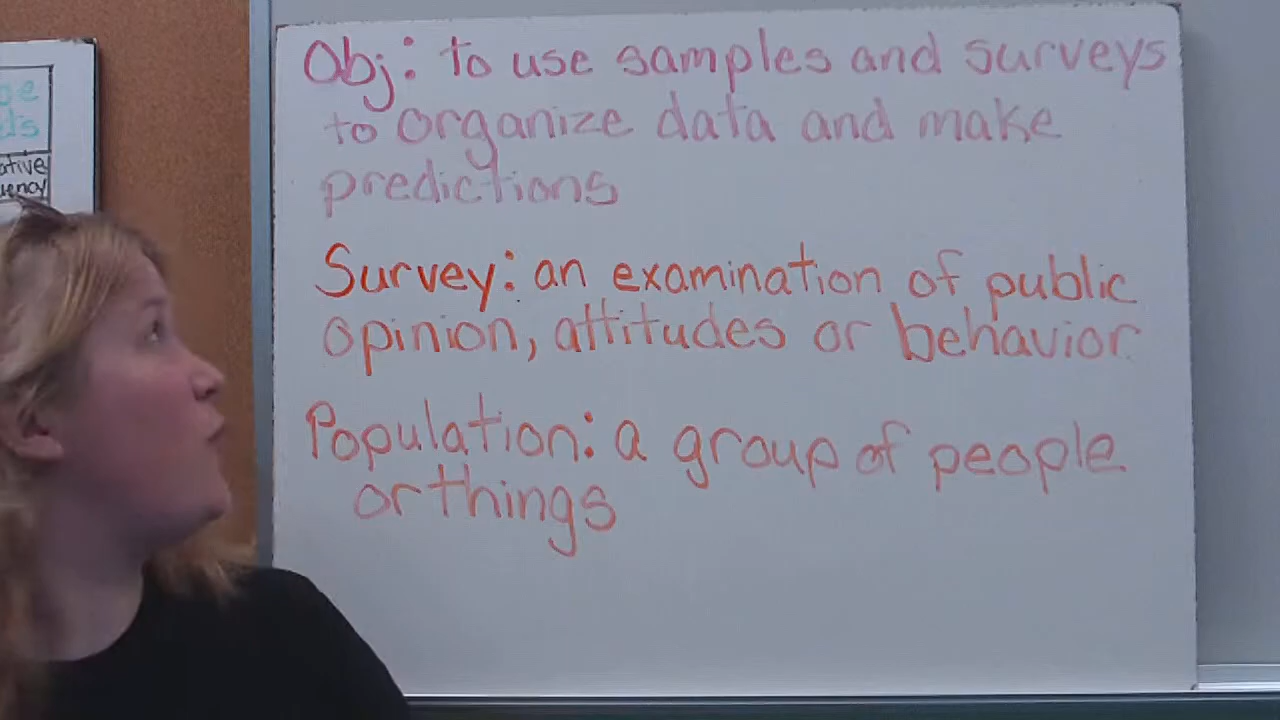 Obj: to use samples and surveys
to organize data and make
predictions
Survey: an examination of public
opinion, attitudes or behavior
Population: a group of people
or things